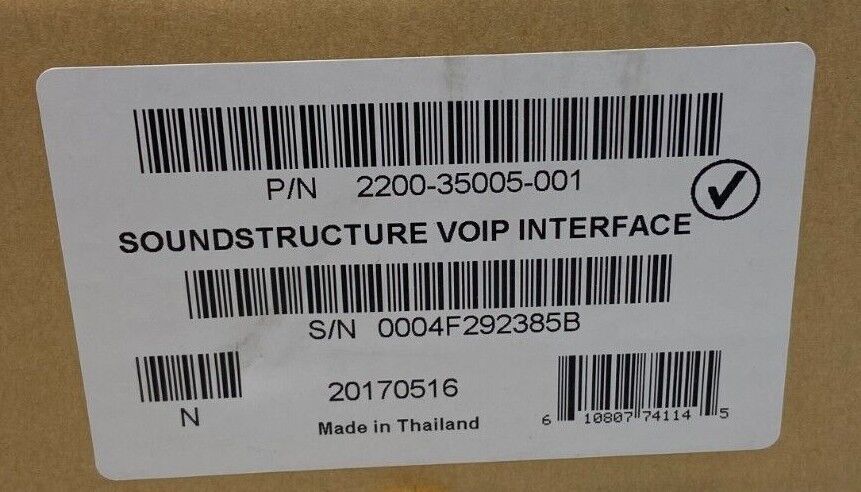 P/N 2200-35005-001
SOUNDSTRUCTURE VOIP INTERFACE
S/N 0004F292385B
N
20170516
Made in Thailand
6 10807 74114 5